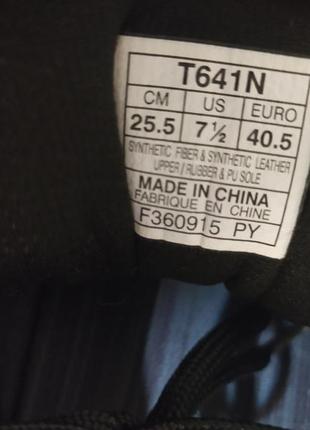 T641N
CM US EURO
25.5 7½ 40.5
SYNTHETIC FIBER & SYNTHETIC LEATHER
UPPER / RUBBER & PU SOLE
MADE IN CHINA
FABRIQUE EN CHINE
F360915 PY